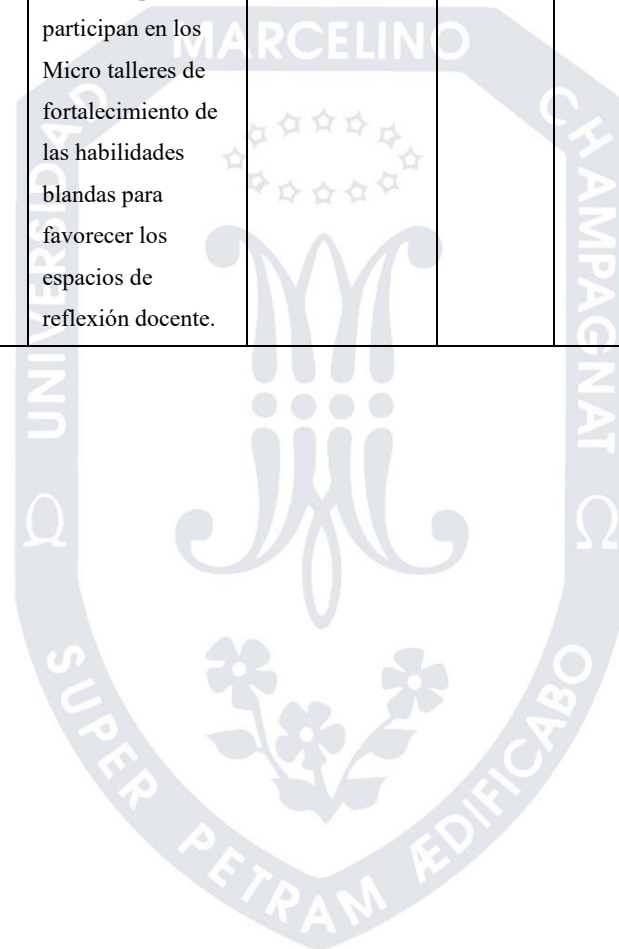 participan en los
Micro talleres de
fortalecimiento de
las habilidades
blandas para
favorecer los
espacios de
reflexión docente.
UNIVERSIDAD MARCELINO CHAMPAGNAT
Ω Ω
SUPER PETRAM ÆDIFICABO